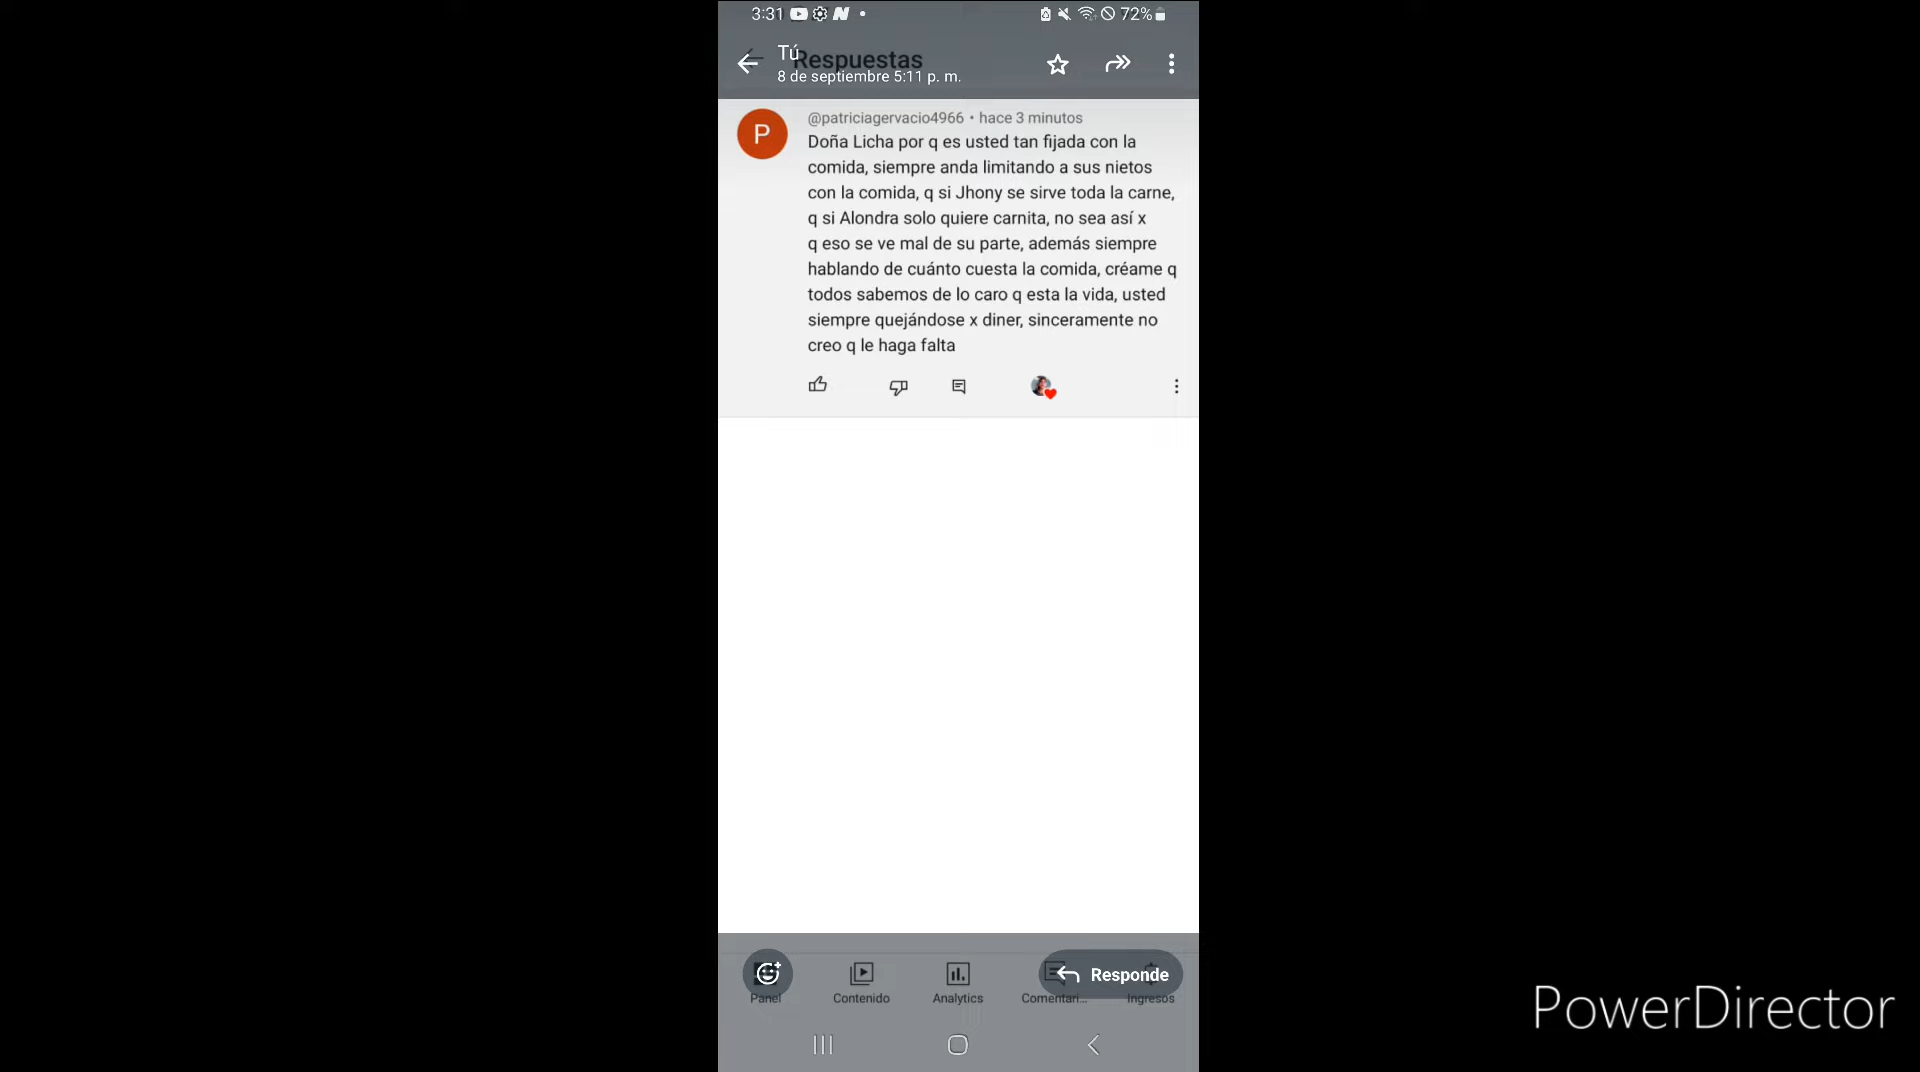 3:31 72%
Tú
Respuestas
8 de septiembre 5:11 p. m.
@patriciagervacio4966 • hace 3 minutos
P
Doña Licha por q es usted tan fijada con la
comida, siempre anda limitando a sus nietos
con la comida, q si Jhony se sirve toda la carne,
q si Alondra solo quiere carnita, no sea así x
q eso se ve mal de su parte, además siempre
hablando de cuánto cuesta la comida, créame q
todos sabemos de lo caro q esta la vida, usted
siempre quejándose x diner, sinceramente no
creo q le haga falta
Responde
Panel Contenido Analytics Comentari... Ingresos
PowerDirector